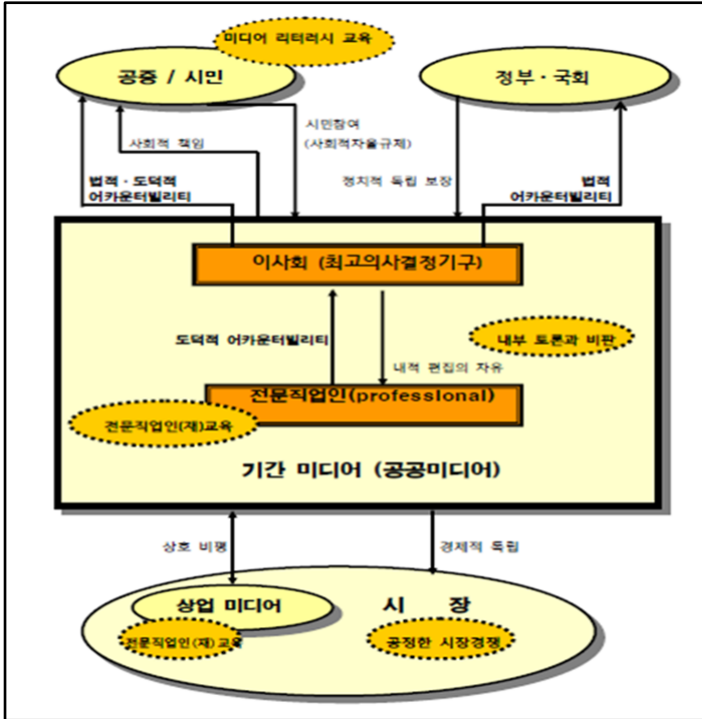 미디어 리터러시 교육
공중 / 시민
정부 · 국회
시민참여
(사회적자율규제)
사회적 책임
정치적 독립 보장
법적 · 도덕적
어카운터빌리티
법적
어카운터빌리티
이사회 (최고의사결정기구)
도덕적 어카운터빌리티
내부 토론과 비판
내적 편집의 자유
전문직업인(professional)
전문직업인(재)교육
기간 미디어 (공공미디어)
상호 비평
경제적 독립
상업 미디어
시 장
전문직업인(재)교육
공정한 시장경쟁